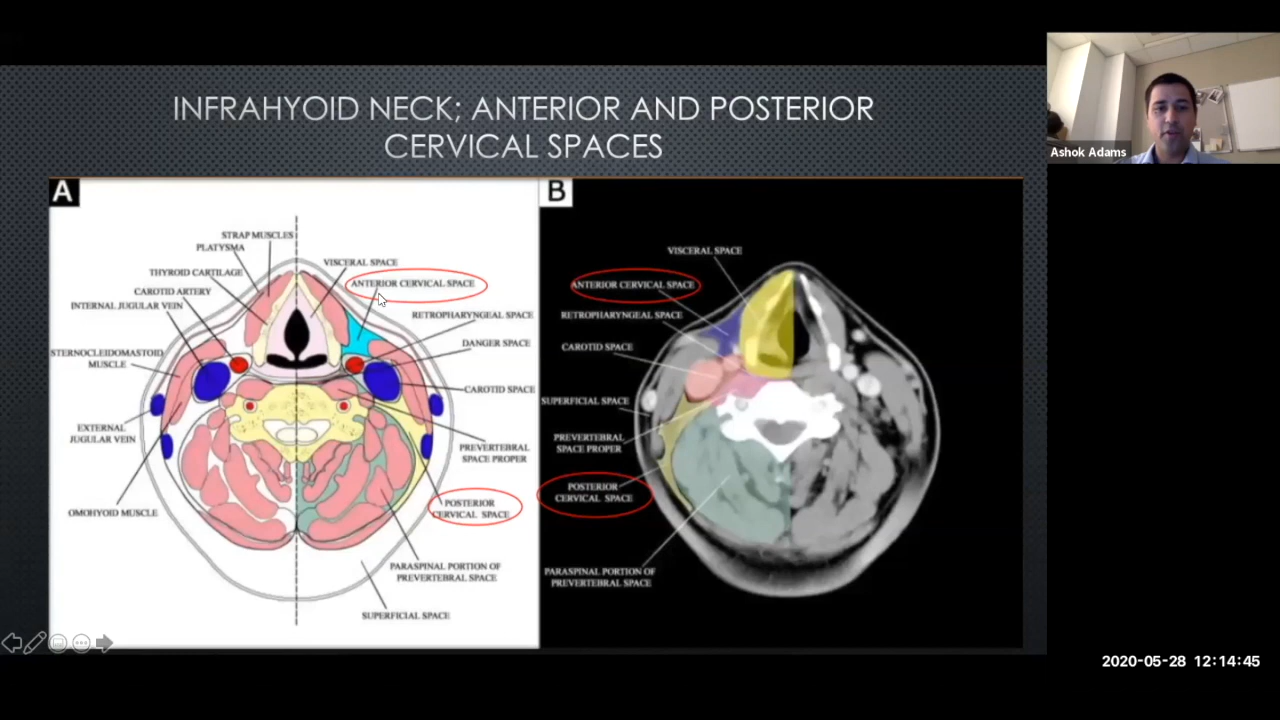 INFRAHYOID NECK; ANTERIOR AND POSTERIOR
CERVICAL SPACES
Ashok Adams
A
STRAP MUSCLES
PLATYSMA
THYROID CARTILAGE
CAROTID ARTERY
INTERNAL JUGULAR VEIN
STERNOCLEIDOMASTOID
MUSCLE
EXTERNAL
JUGULAR VEIN
OMOHYOID MUSCLE
VISCERAL SPACE
ANTERIOR CERVICAL SPACE
RETROPHARYNGEAL SPACE
DANGER SPACE
CAROTID SPACE
PREVERTEBRAL
SPACE PROPER
POSTERIOR
CERVICAL SPACE
PARASPINAL PORTION OF
PREVERTEBRAL SPACE
SUPERFICIAL SPACE
B
VISCERAL SPACE
ANTERIOR CERVICAL SPACE
RETROPHARYNGEAL SPACE
CAROTID SPACE
SUPERFICIAL SPACE
PREVERTEBRAL
SPACE PROPER
POSTERIOR
CERVICAL SPACE
PARASPINAL PORTION OF
PREVERTEBRAL SPACE
2020-05-28 12:14:45